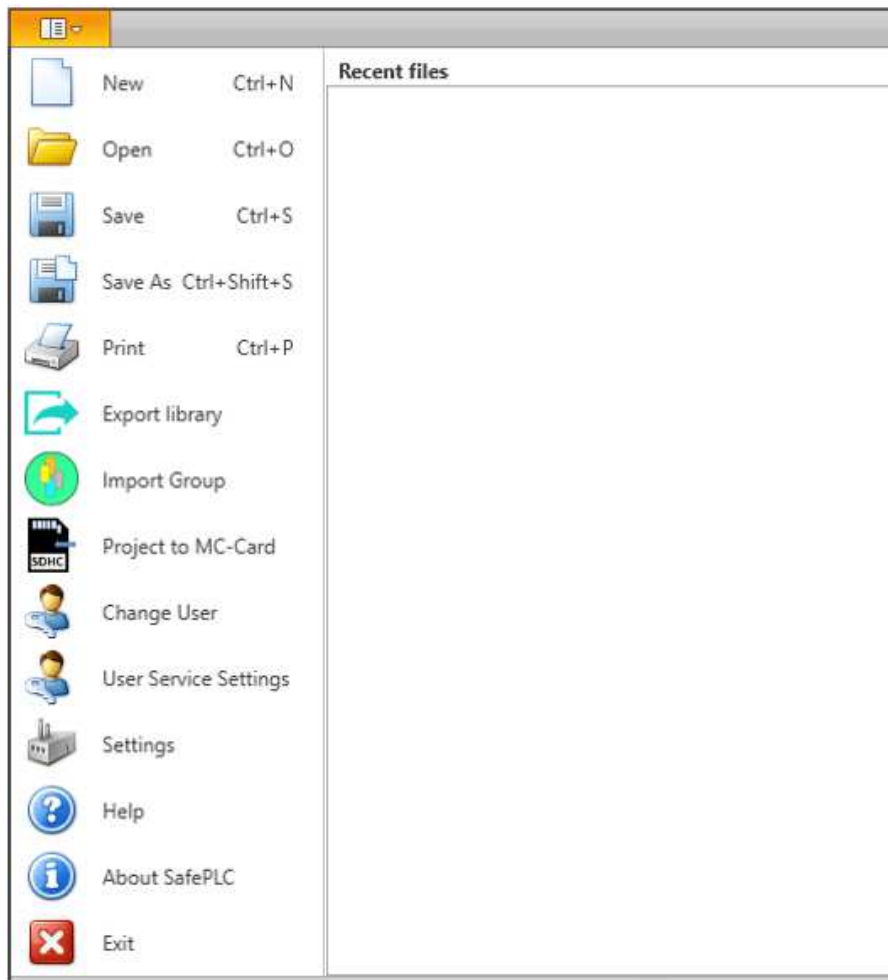 Recent files
New Ctrl+N
Open Ctrl+O
Save Ctrl+S
Save As Ctrl+Shift+S
Print Ctrl+P
Export library
Import Group
SDHC
Project to MC-Card
Change User
User Service Settings
Settings
Help
About SafePLC
Exit